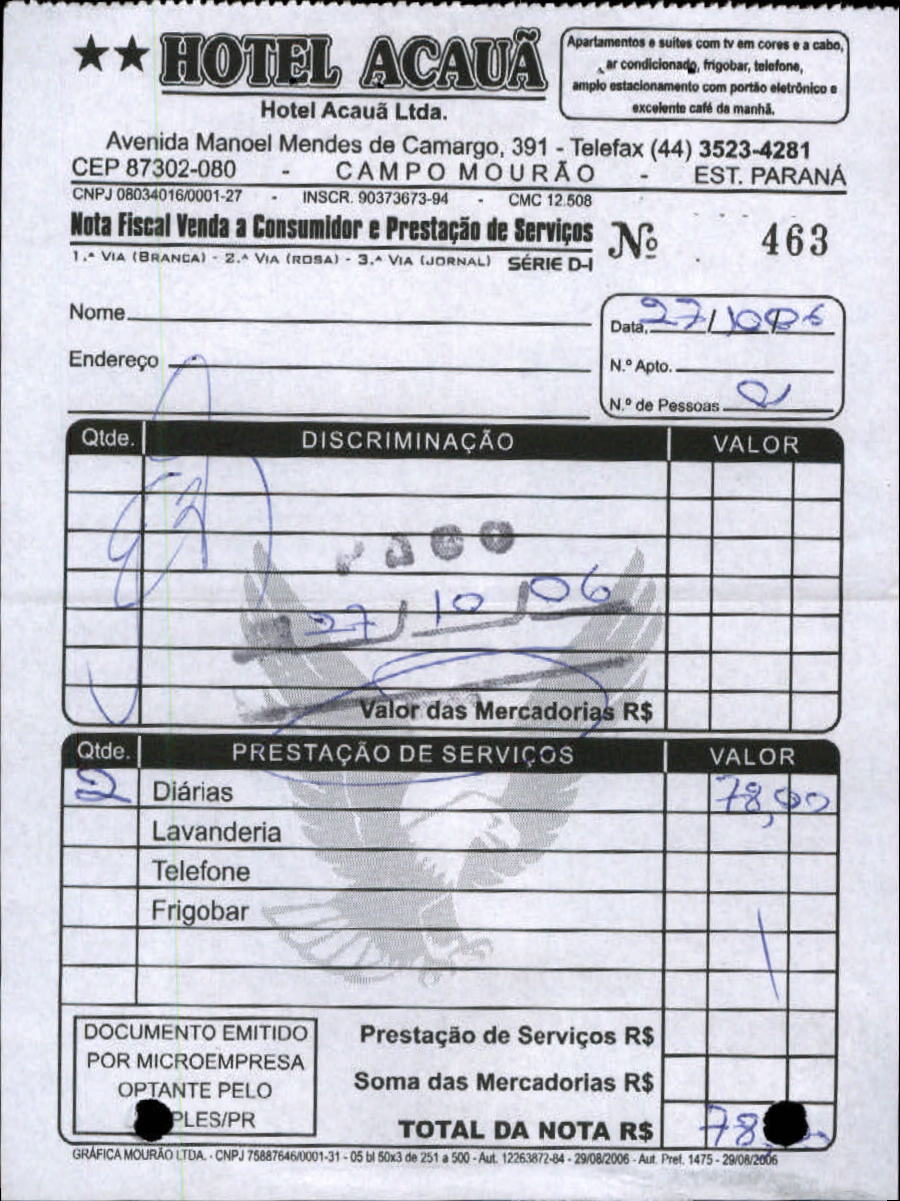 ★★ HOTEL ACAUÃ
Hotel Acauã Ltda.
Apartamentos e suítes com tv em cores e a cabo,
ar condicionado, frigobar, telefone,
amplo estacionamento com portão eletrônico e
excelente café da manhã.
Avenida Manoel Mendes de Camargo, 391 - Telefax (44) 3523-4281
CEP 87302-080 - CAMPO MOURÃO - EST. PARANÁ
CNPJ 08034016/0001-27 - INSCR. 90373673-94 - CMC 12.508
Nota Fiscal Venda a Consumidor e Prestação de Serviços
Nº 463
1.ª VIA (BRANCA) - 2.ª VIA (ROSA) - 3.ª VIA (JORNAL) SÉRIE D-I
Nome
Data, 27/10/06
Endereço
N.º Apto.
N.º de Pessoas 2
Qtde. DISCRIMINAÇÃO VALOR
PAGO
27 / 10 / 06
Valor das Mercadorias R$
Qtde. PRESTAÇÃO DE SERVIÇOS VALOR
2 Diárias 78,00
Lavanderia
Telefone
Frigobar
DOCUMENTO EMITIDO
POR MICROEMPRESA
OPTANTE PELO
PLES/PR
Prestação de Serviços R$
Soma das Mercadorias R$
TOTAL DA NOTA R$ 78
GRÁFICA MOURÃO LTDA. - CNPJ 75887646/0001-31 - 05 bl 50x3 de 251 a 500 - Aut. 12263872-84 - 29/08/2006 - Aut. Pref. 1475 - 29/08/2006